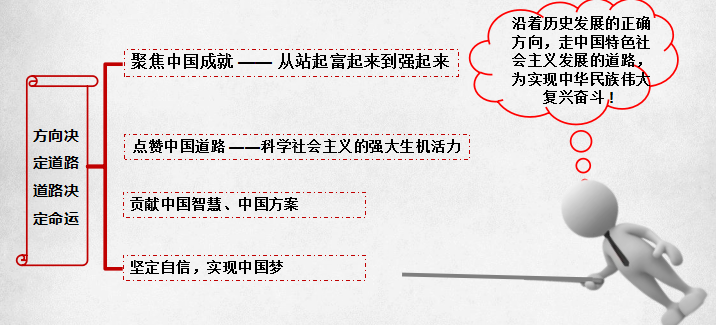 方向决
定道路
道路决
定命运
聚焦中国成就 —— 从站起富起来到强起来
点赞中国道路 ——科学社会主义的强大生机活力
贡献中国智慧、中国方案
坚定自信，实现中国梦
沿着历史发展的正确
方向，走中国特色社
会主义发展的道路，
为实现中华民族伟大
复兴奋斗！